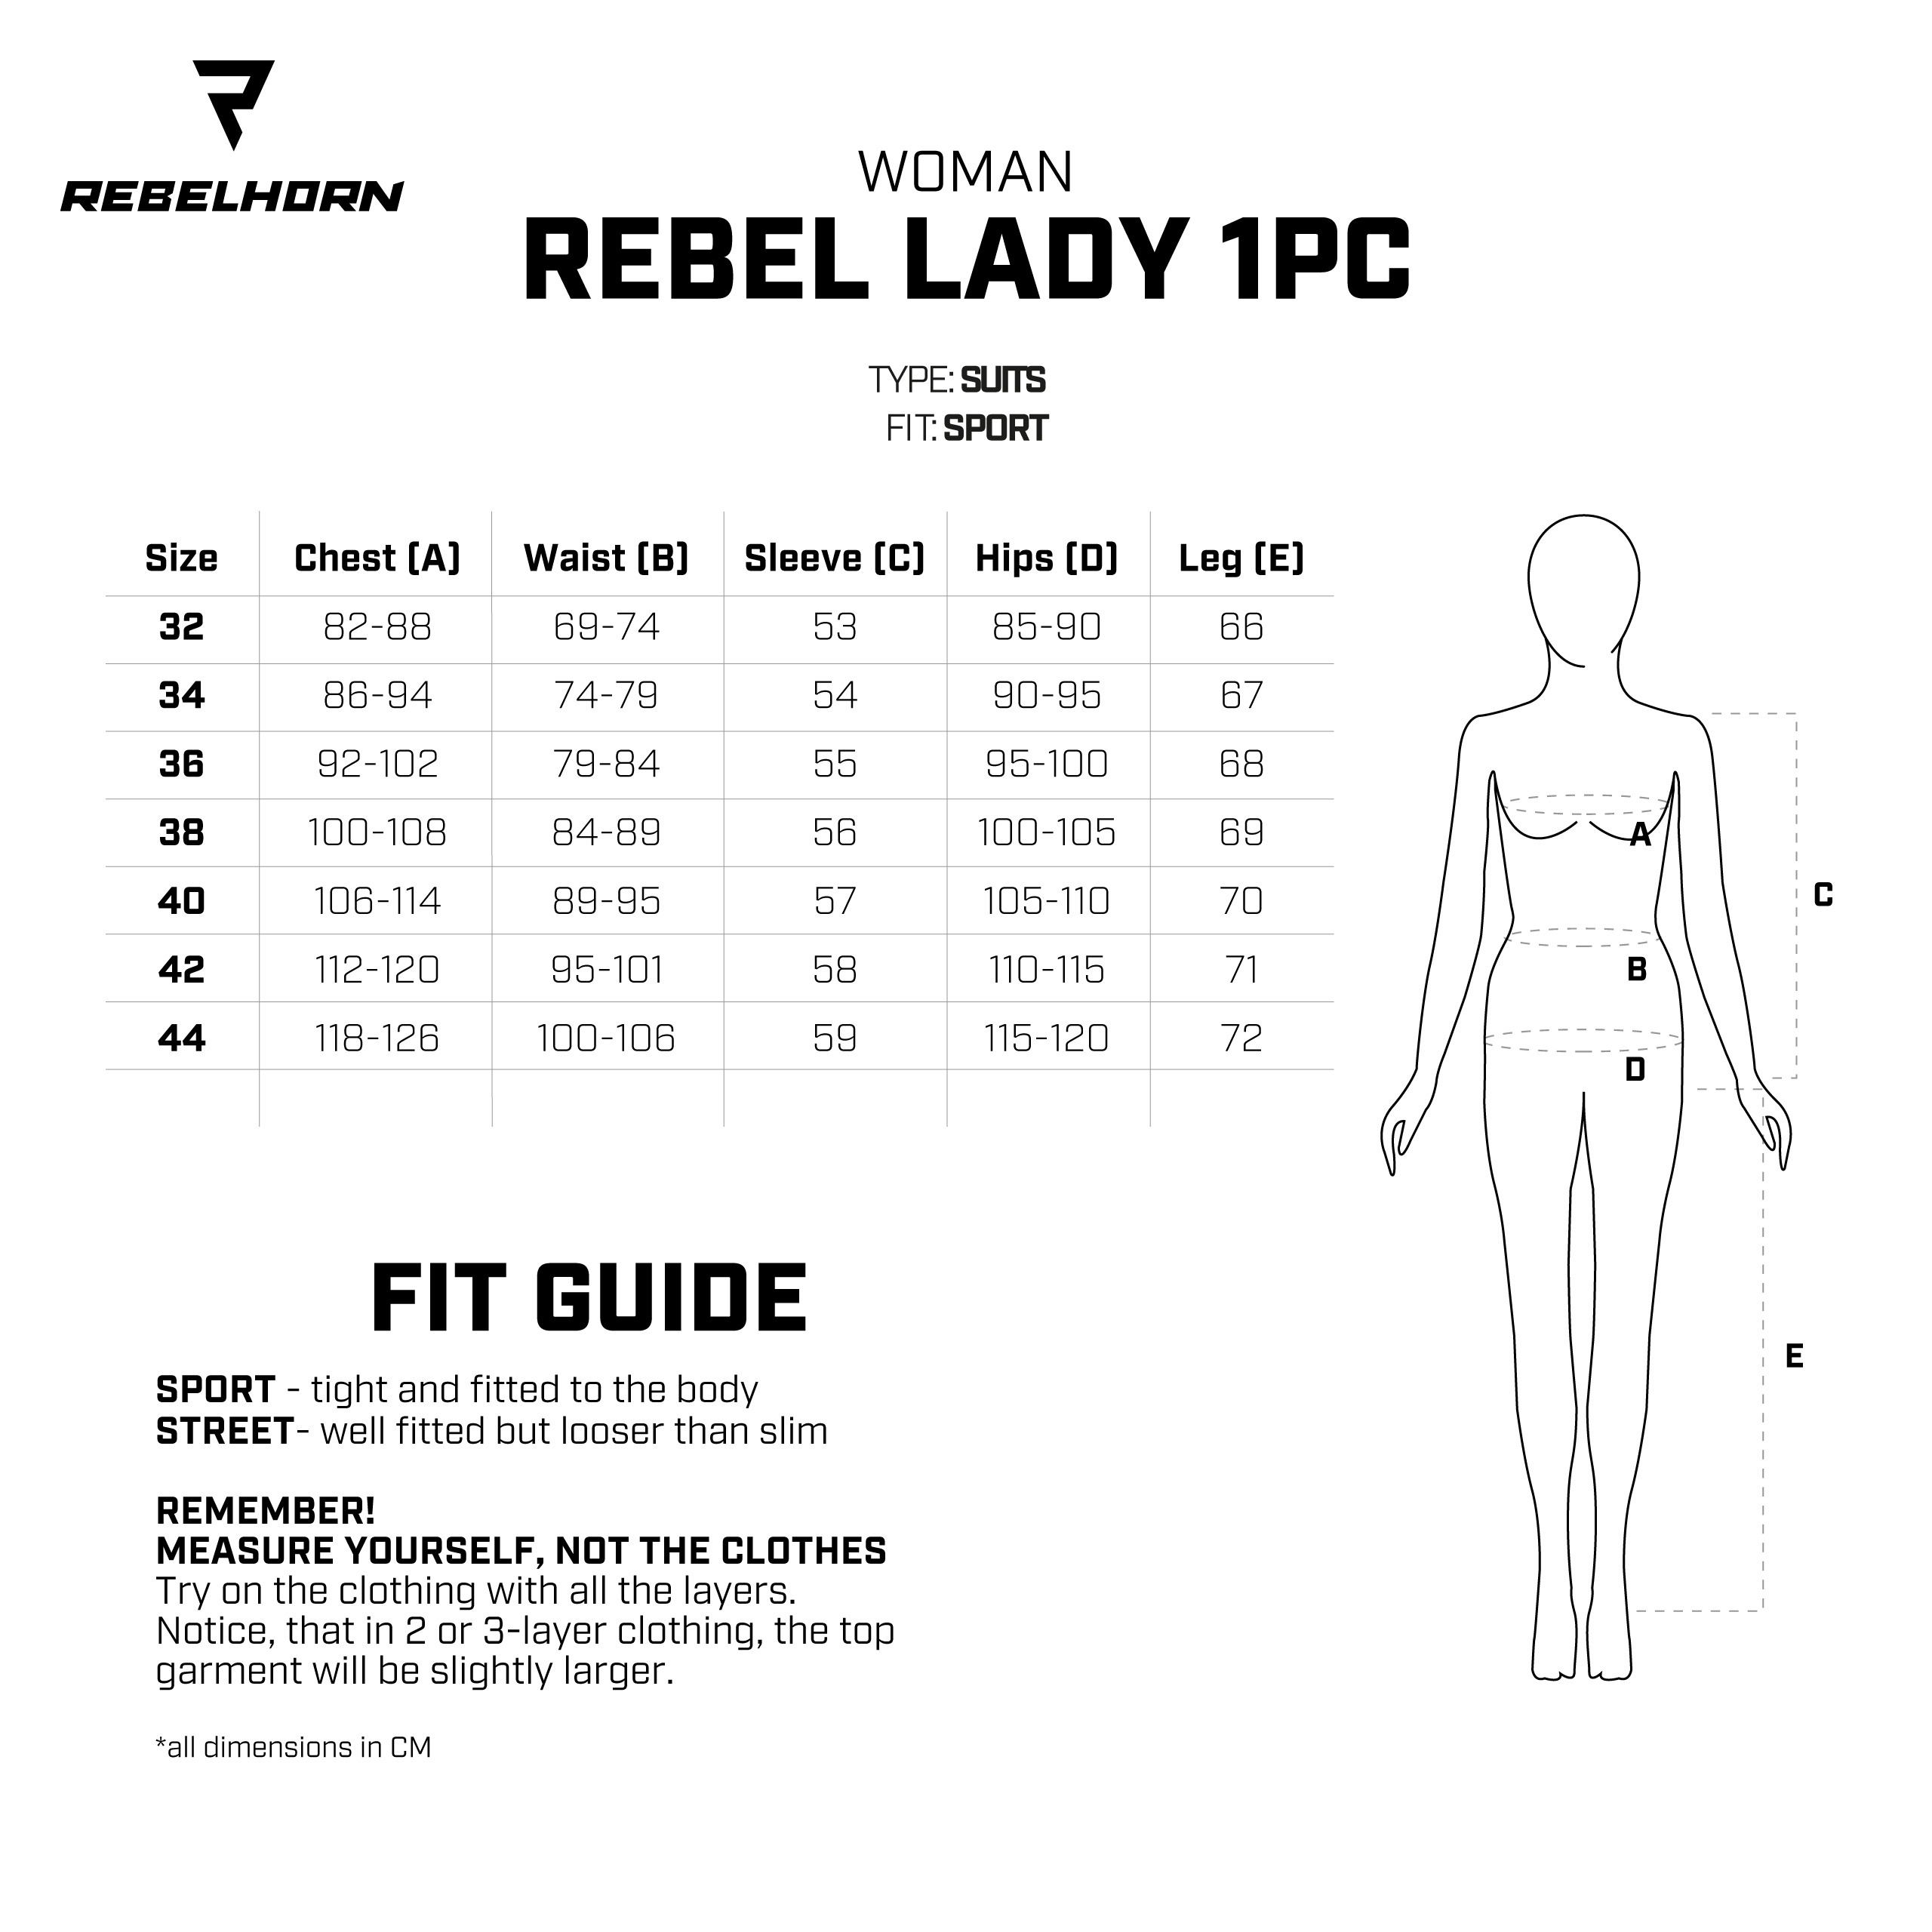 REBELHORN
WOMAN
REBEL LADY 1PC
TYPE: SUITS
FIT: SPORT
Size Chest (A) Waist (B) Sleeve (C) Hips (D) Leg (E)
32 82-88 69-74 53 85-90 66
34 86-94 74-79 54 90-95 67
36 92-102 79-84 55 95-100 68
38 100-108 84-89 56 100-105 69
40 106-114 89-95 57 105-110 70
42 112-120 95-101 58 110-115 71
44 118-126 100-106 59 115-120 72
A
C
B
D
E
FIT GUIDE
SPORT - tight and fitted to the body
STREET- well fitted but looser than slim
REMEMBER!
MEASURE YOURSELF, NOT THE CLOTHES
Try on the clothing with all the layers.
Notice, that in 2 or 3-layer clothing, the top
garment will be slightly larger.
*all dimensions in CM